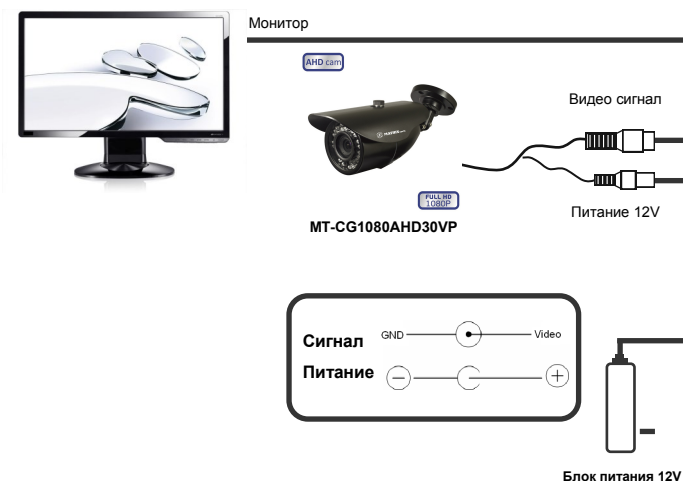 Монитор
AHD cam
Видео сигнал
FULL HD
1080P
Питание 12V
MT-CG1080AHD30VP
Сигнал GND Video
Питание − +
Блок питания 12V